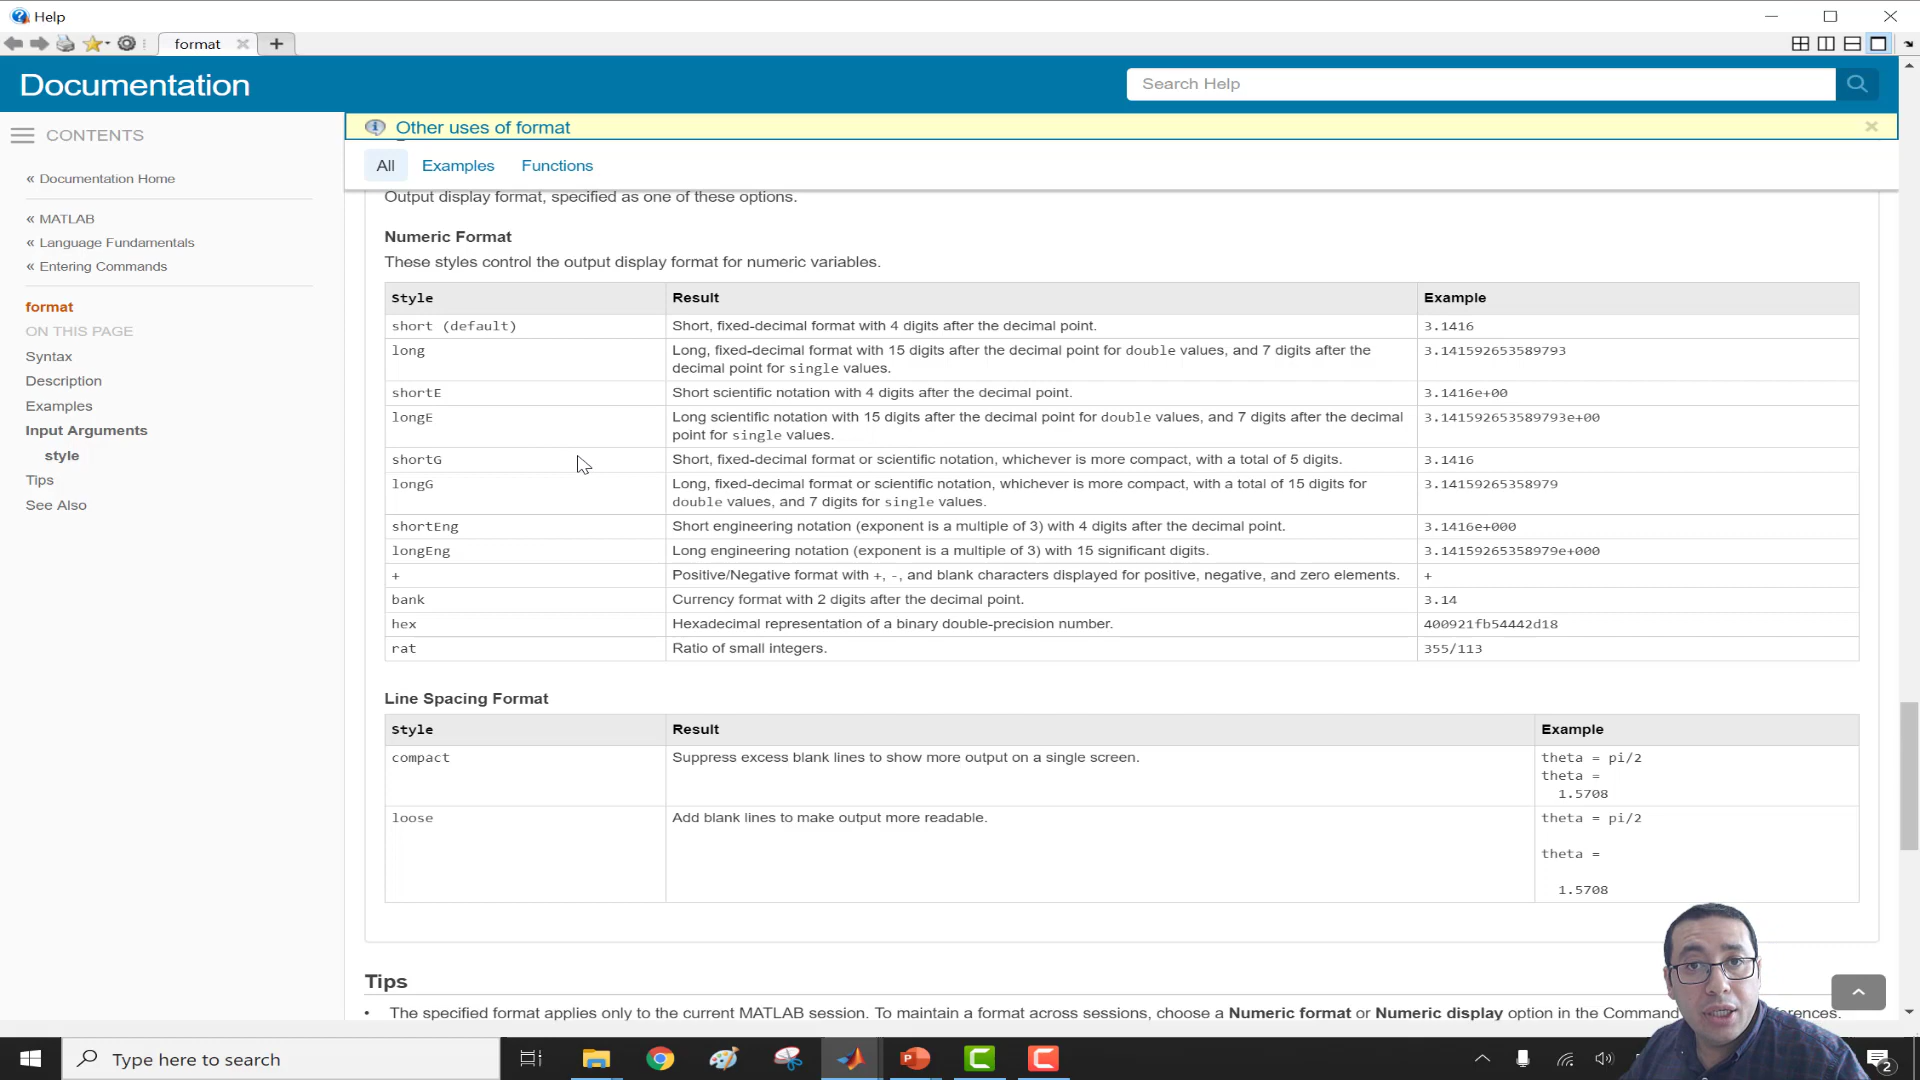 Help
format
Documentation
Search Help
CONTENTS
« Documentation Home
« MATLAB
« Language Fundamentals
« Entering Commands
format
ON THIS PAGE
Syntax
Description
Examples
Input Arguments
style
Tips
See Also
Other uses of format
All Examples Functions
Output display format, specified as one of these options.
Numeric Format
These styles control the output display format for numeric variables.
Style Result Example
short (default) Short, fixed-decimal format with 4 digits after the decimal point. 3.1416
long Long, fixed-decimal format with 15 digits after the decimal point for double values, and 7 digits after the 3.141592653589793
decimal point for single values.
shortE Short scientific notation with 4 digits after the decimal point. 3.1416e+00
longE Long scientific notation with 15 digits after the decimal point for double values, and 7 digits after the decimal 3.141592653589793e+00
point for single values.
shortG Short, fixed-decimal format or scientific notation, whichever is more compact, with a total of 5 digits. 3.1416
longG Long, fixed-decimal format or scientific notation, whichever is more compact, with a total of 15 digits for 3.14159265358979
double values, and 7 digits for single values.
shortEng Short engineering notation (exponent is a multiple of 3) with 4 digits after the decimal point. 3.1416e+000
longEng Long engineering notation (exponent is a multiple of 3) with 15 significant digits. 3.14159265358979e+000
+ Positive/Negative format with +, -, and blank characters displayed for positive, negative, and zero elements. +
bank Currency format with 2 digits after the decimal point. 3.14
hex Hexadecimal representation of a binary double-precision number. 400921fb54442d18
rat Ratio of small integers. 355/113
Line Spacing Format
Style Result Example
compact Suppress excess blank lines to show more output on a single screen. theta = pi/2
theta =
1.5708
loose Add blank lines to make output more readable. theta = pi/2
theta =
1.5708
Tips
• The specified format applies only to the current MATLAB session. To maintain a format across sessions, choose a Numeric format or Numeric display option in the Command
Type here to search
2